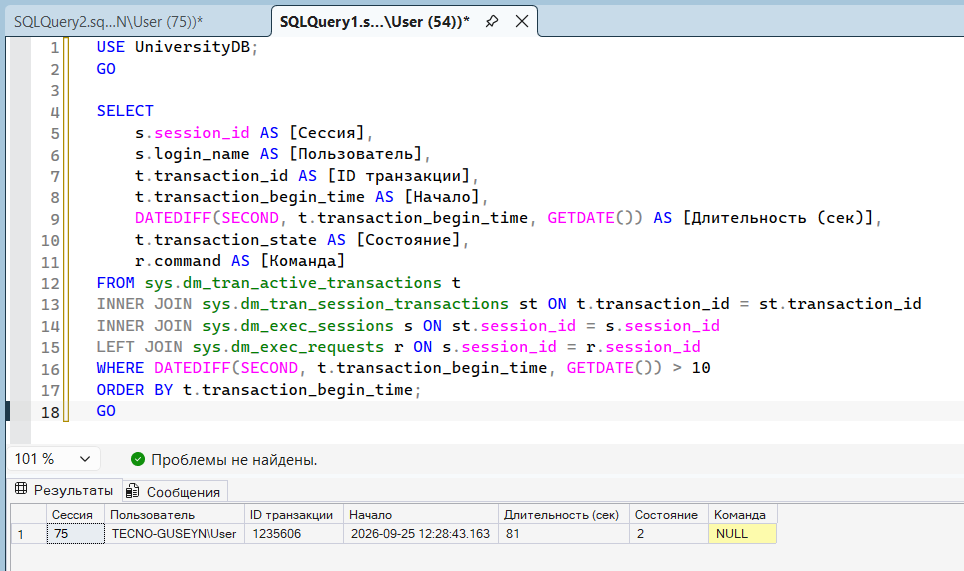 SQLQuery2.sq...N\User (75))*
SQLQuery1.s...\User (54))*
1 USE UniversityDB;
2 GO
3
4 SELECT
5 s.session_id AS [Сессия],
6 s.login_name AS [Пользователь],
7 t.transaction_id AS [ID транзакции],
8 t.transaction_begin_time AS [Начало],
9 DATEDIFF(SECOND, t.transaction_begin_time, GETDATE()) AS [Длительность (сек)],
10 t.transaction_state AS [Состояние],
11 r.command AS [Команда]
12 FROM sys.dm_tran_active_transactions t
13 INNER JOIN sys.dm_tran_session_transactions st ON t.transaction_id = st.transaction_id
14 INNER JOIN sys.dm_exec_sessions s ON st.session_id = s.session_id
15 LEFT JOIN sys.dm_exec_requests r ON s.session_id = r.session_id
16 WHERE DATEDIFF(SECOND, t.transaction_begin_time, GETDATE()) > 10
17 ORDER BY t.transaction_begin_time;
18 GO
101 % Проблемы не найдены.
Результаты Сообщения
Сессия Пользователь ID транзакции Начало Длительность (сек) Состояние Команда
1 75 TECNO-GUSEYN\User 1235606 2026-09-25 12:28:43.163 81 2 NULL